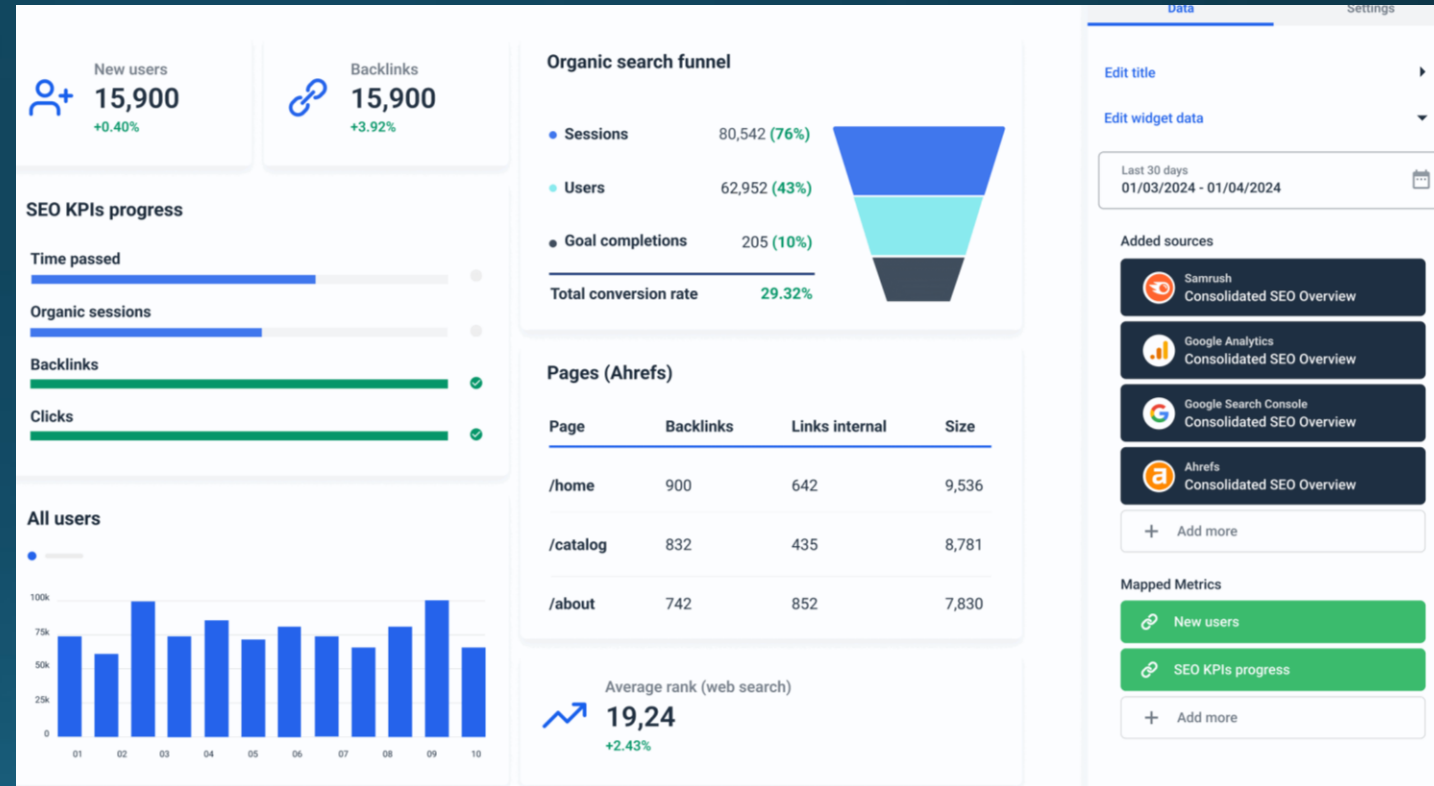 New users
15,900
+0.40%
Backlinks
15,900
+3.92%
SEO KPIs progress
Time passed
Organic sessions
Backlinks
Clicks
All users
100k
75k
50k
25k
0
01 02 03 04 05 06 07 08 09 10
Organic search funnel
Sessions 80,542 (76%)
Users 62,952 (43%)
Goal completions 205 (10%)
Total conversion rate 29.32%
Pages (Ahrefs)
Page Backlinks Links internal Size
/home 900 642 9,536
/catalog 832 435 8,781
/about 742 852 7,830
Average rank (web search)
19,24
+2.43%
Data Settings
Edit title
Edit widget data
Last 30 days
01/03/2024 - 01/04/2024
Added sources
Samrush
Consolidated SEO Overview
Google Analytics
Consolidated SEO Overview
Google Search Console
Consolidated SEO Overview
Ahrefs
Consolidated SEO Overview
+ Add more
Mapped Metrics
New users
SEO KPIs progress
+ Add more